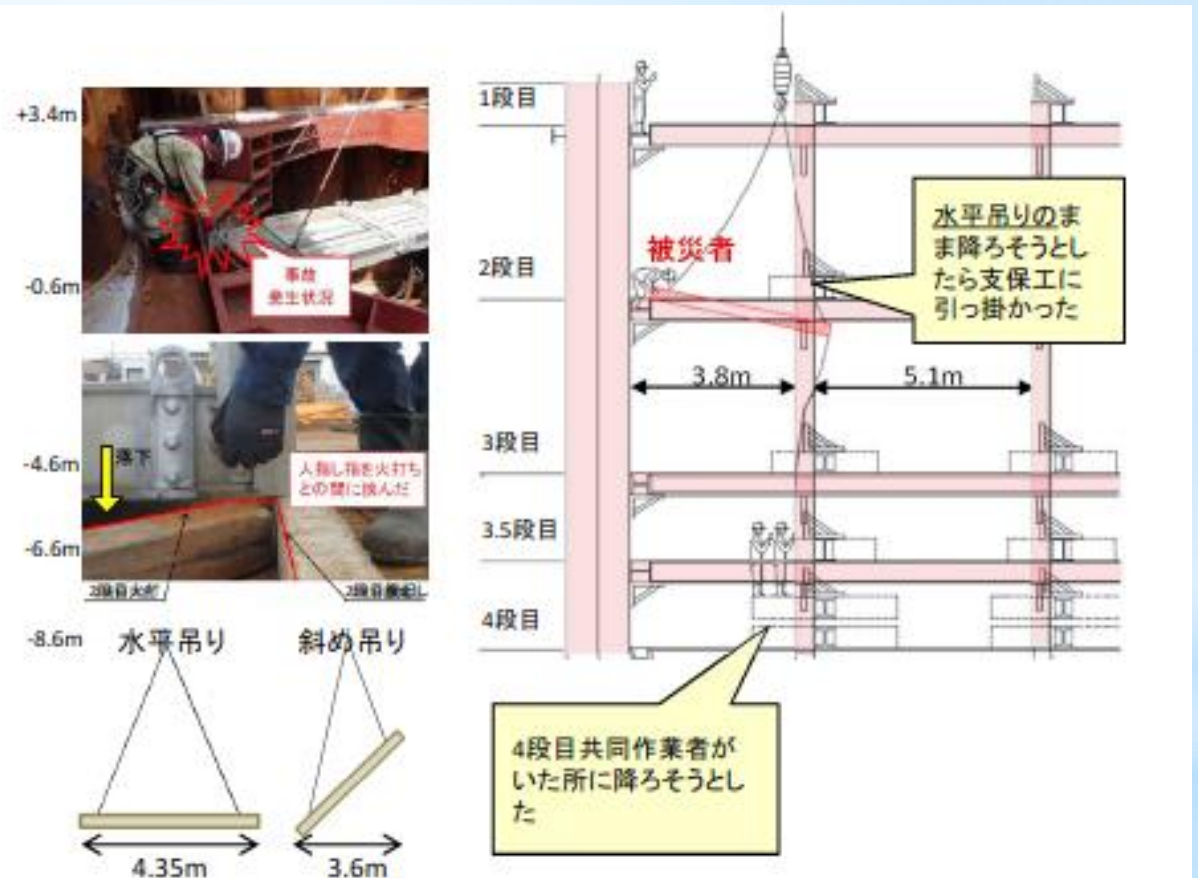 +3.4m
-0.6m
事故
発生状況
-4.6m
-6.6m
落下
人指し指を火打ち
との間に挟んだ
2段目火打
2段目腹起し
-8.6m
水平吊り
斜め吊り
4.35m
3.6m
1段目
2段目
3段目
3.5段目
4段目
被災者
3.8m
5.1m
水平吊りのま
ま降ろそうとし
たら支保工に
引っ掛かった
4段目共同作業者が
いた所に降ろそうとし
た